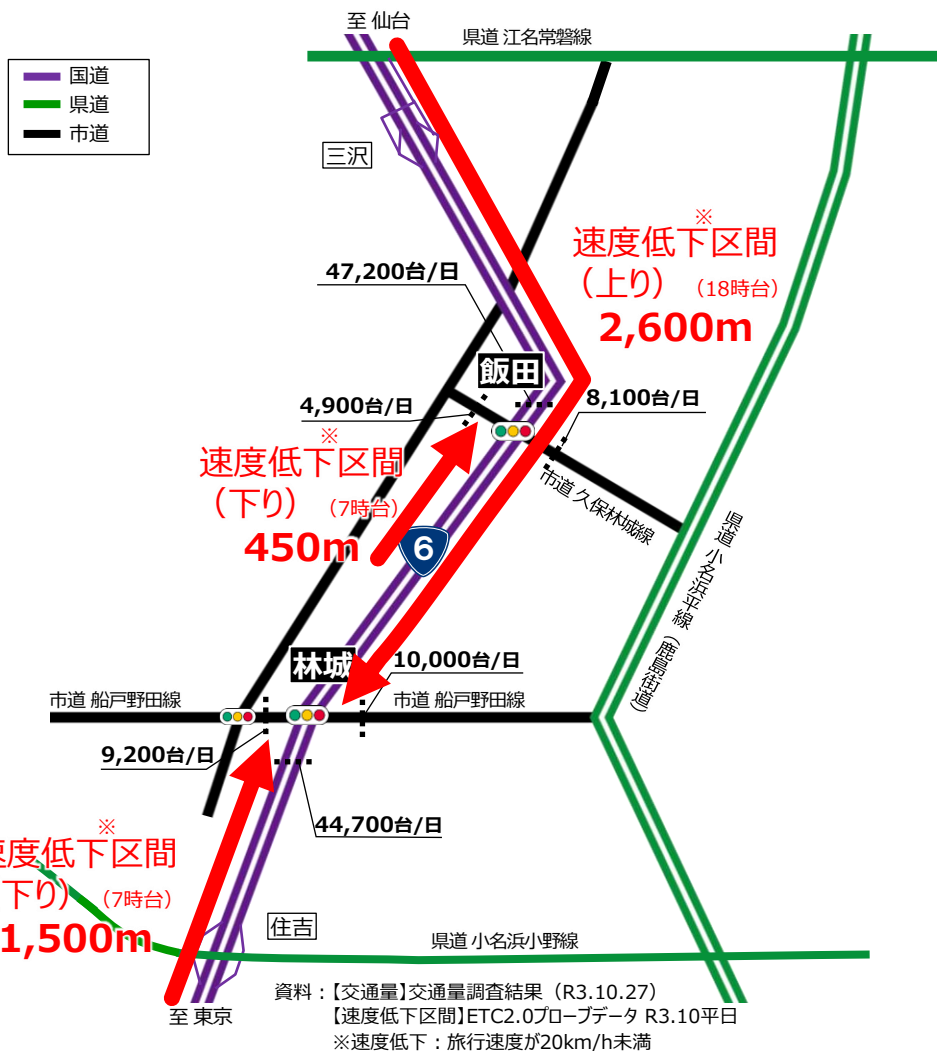 至 仙台
県道 江名常磐線
国道
県道
市道
三沢
※
速度低下区間
（上り）（18時台）
2,600m
47,200台/日
飯田
4,900台/日
8,100台/日
※
速度低下区間
（下り）（7時台）
450m
市道 久保林城線
6
県道 小名浜平線（鹿島街道）
林城
10,000台/日
市道 船戸野田線
市道 船戸野田線
9,200台/日
44,700台/日
※
速度低下区間
下り）（7時台）
1,500m
住吉
県道 小名浜小野線
至 東京
資料：【交通量】交通量調査結果（R3.10.27）
【速度低下区間】ETC2.0プローブデータ R3.10平日
※速度低下：旅行速度が20km/h未満